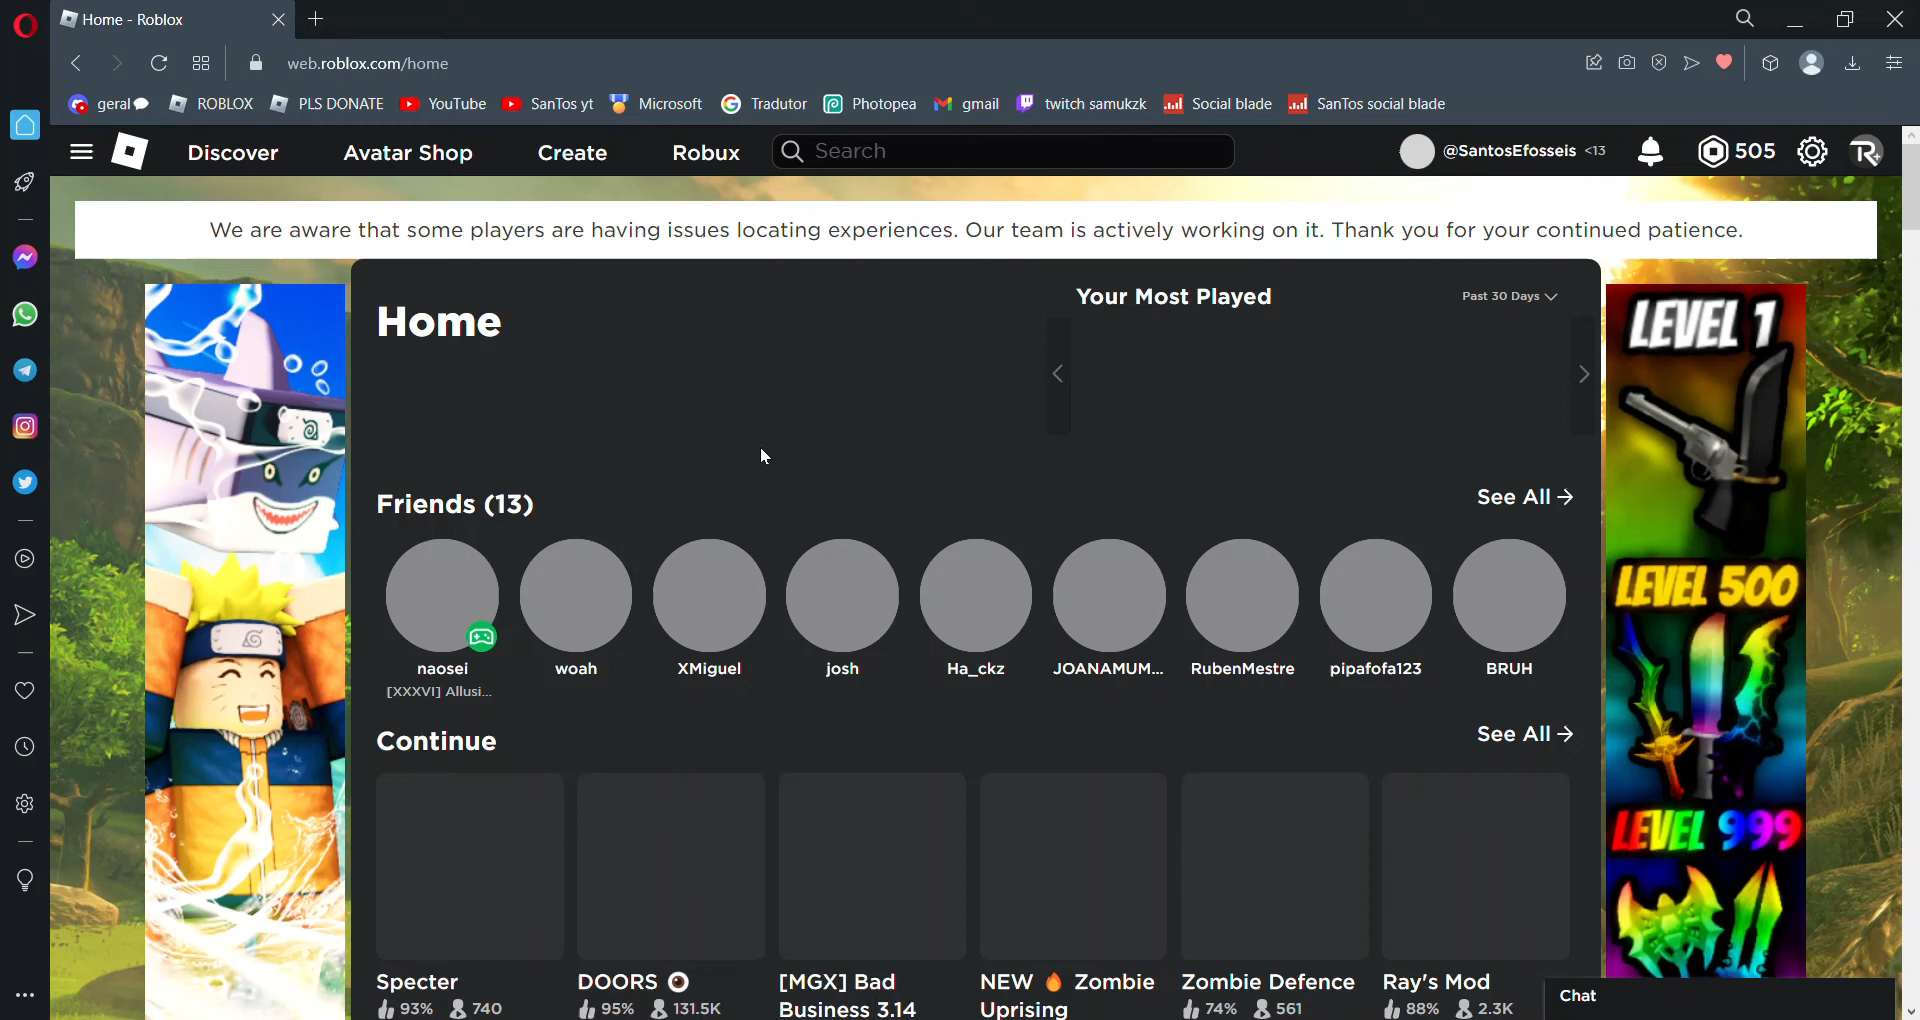 Home - Roblox
web.roblox.com/home
geral ROBLOX PLS DONATE YouTube SanTos yt Microsoft Tradutor Photopea gmail twitch samukzk Social blade SanTos social blade
Discover Avatar Shop Create Robux Search @SantosEfosseis <13 505
We are aware that some players are having issues locating experiences. Our team is actively working on it. Thank you for your continued patience.
Home
Your Most Played Past 30 Days
Friends (13) See All →
naosei woah XMiguel josh Ha_ckz JOANAMUM... RubenMestre pipafofa123 BRUH
[XXXVI] Allusi...
Continue See All →
Specter DOORS [MGX] Bad NEW 🔥 Zombie Zombie Defence Ray's Mod
93% 740 95% 131.5K Business 3.14 Uprising 74% 561 88% 2.3K
LEVEL 1
LEVEL 500
LEVEL 999
Chat